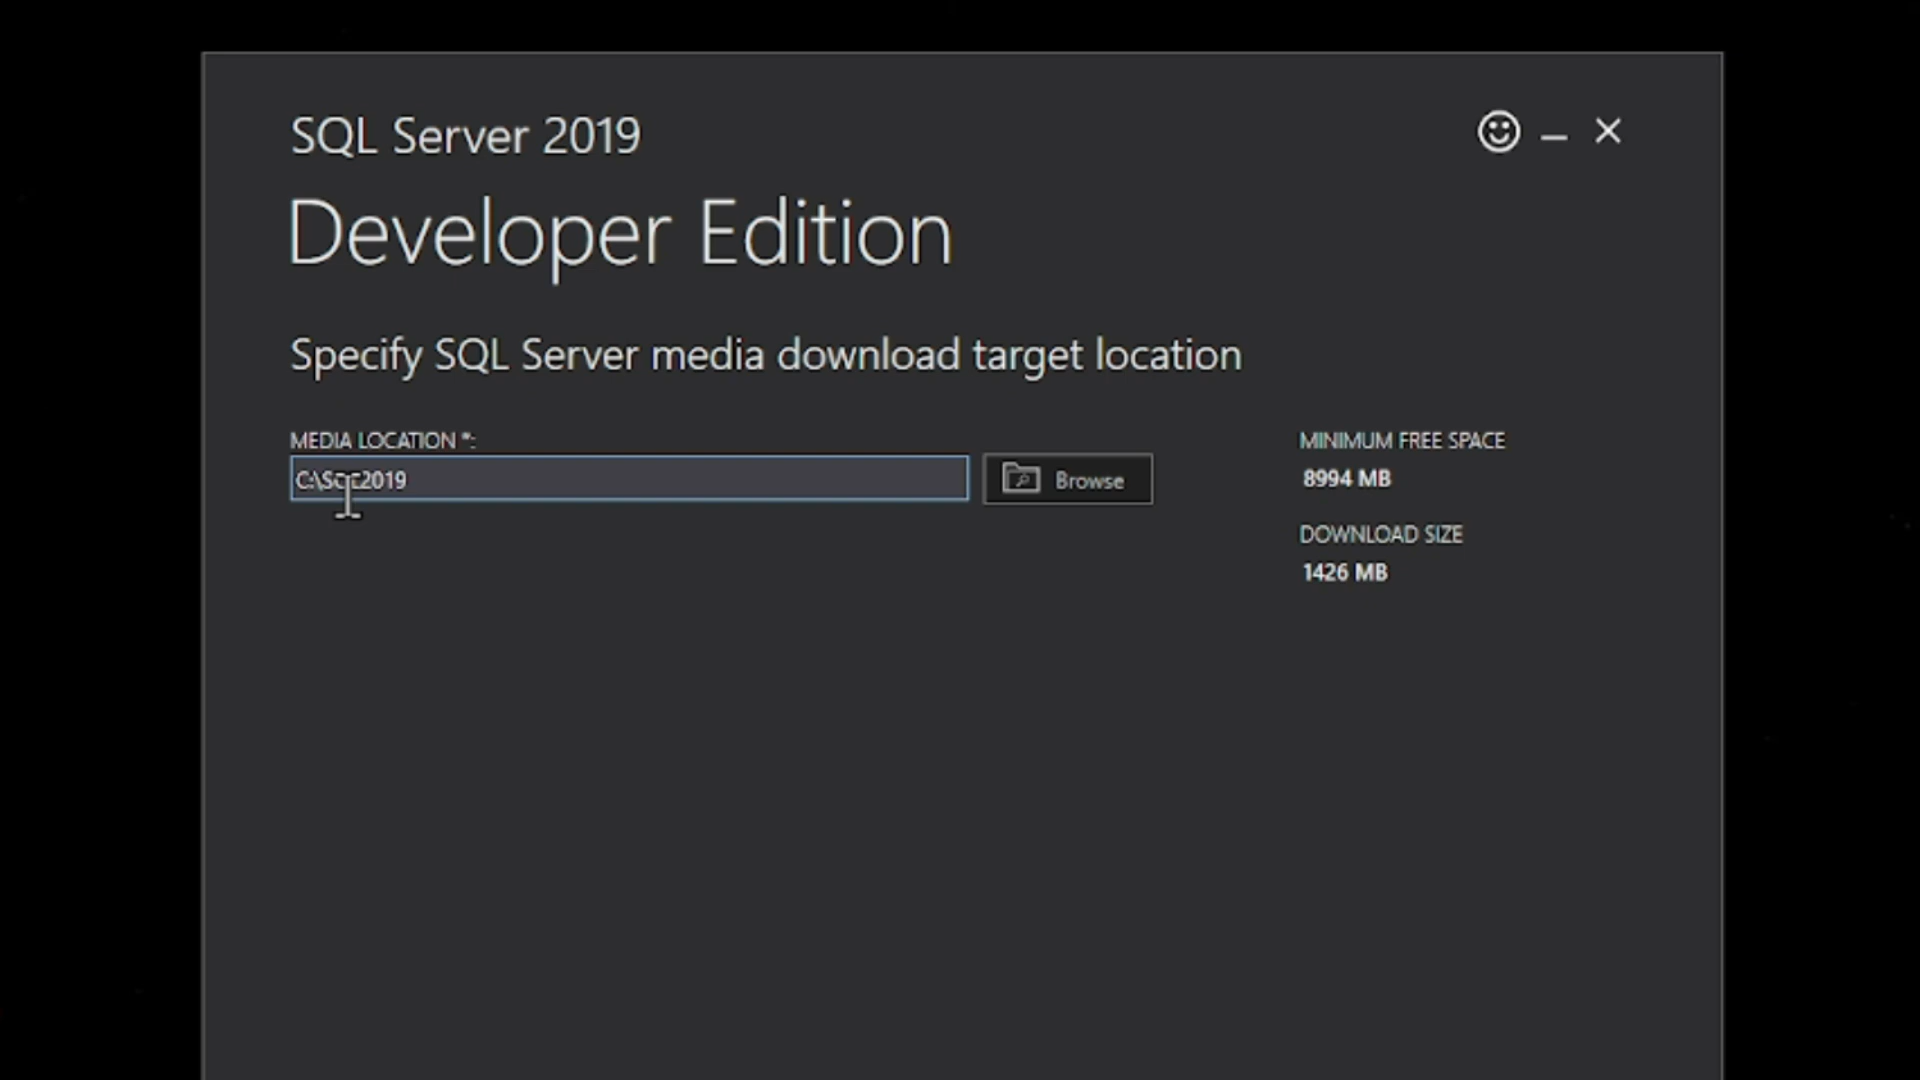 SQL Server 2019
Developer Edition
Specify SQL Server media download target location
MEDIA LOCATION *:
C:\SQL2019
Browse
MINIMUM FREE SPACE
8994 MB
DOWNLOAD SIZE
1426 MB